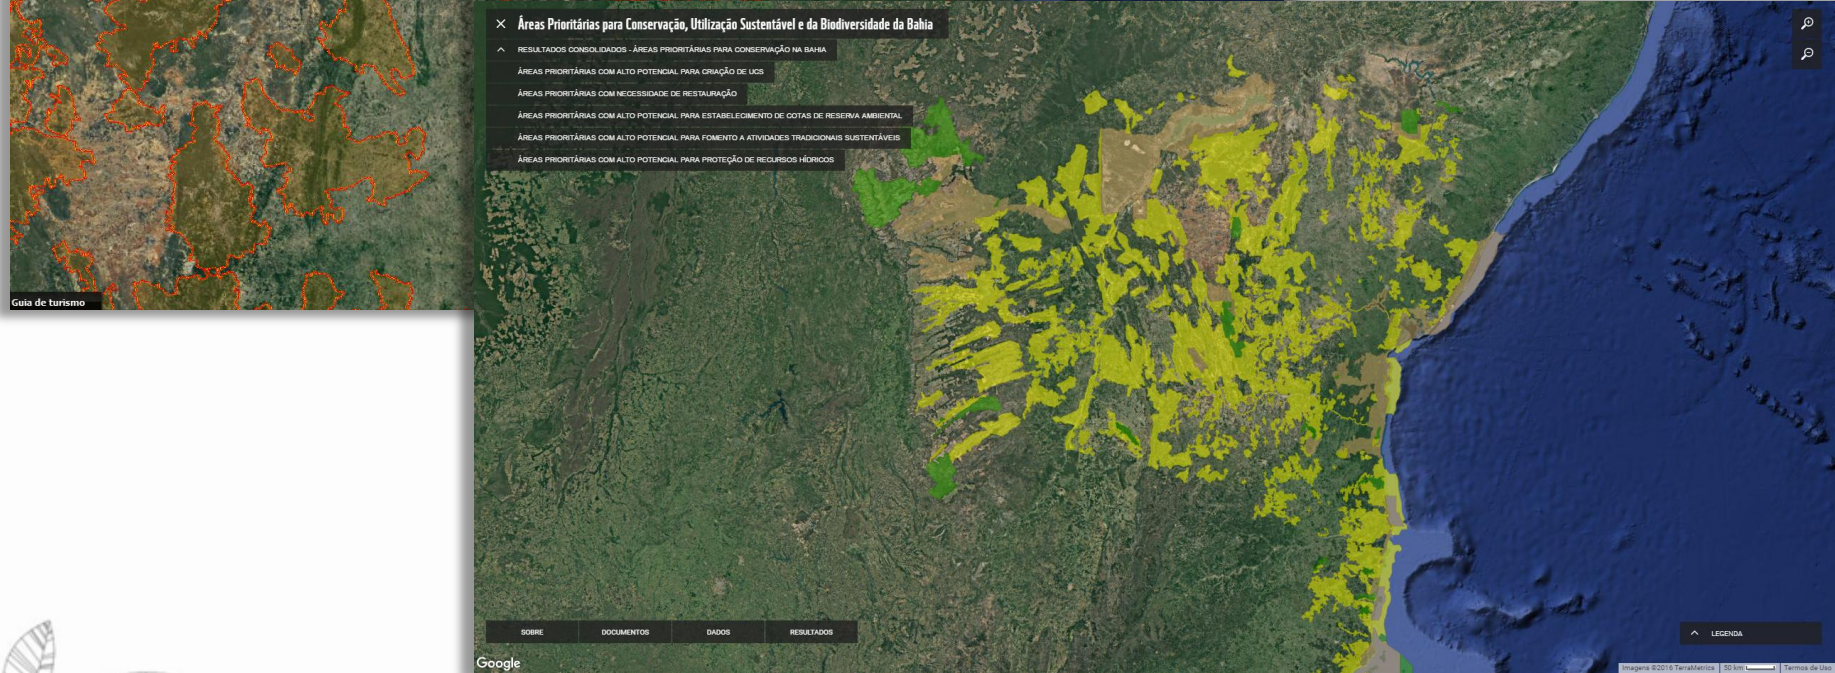 Guia de turismo
× Áreas Prioritárias para Conservação, Utilização Sustentável e da Biodiversidade da Bahia
RESULTADOS CONSOLIDADOS - ÁREAS PRIORITÁRIAS PARA CONSERVAÇÃO NA BAHIA
ÁREAS PRIORITÁRIAS COM ALTO POTENCIAL PARA CRIAÇÃO DE UCS
ÁREAS PRIORITÁRIAS COM NECESSIDADE DE RESTAURAÇÃO
ÁREAS PRIORITÁRIAS COM ALTO POTENCIAL PARA ESTABELECIMENTO DE COTAS DE RESERVA AMBIENTAL
ÁREAS PRIORITÁRIAS COM ALTO POTENCIAL PARA FOMENTO A ATIVIDADES TRADICIONAIS SUSTENTÁVEIS
ÁREAS PRIORITÁRIAS COM ALTO POTENCIAL PARA PROTEÇÃO DE RECURSOS HÍDRICOS
SOBRE DOCUMENTOS DADOS RESULTADOS
LEGENDA
Google
Imagens ©2016 TerraMetrics 50 km Termos de Uso